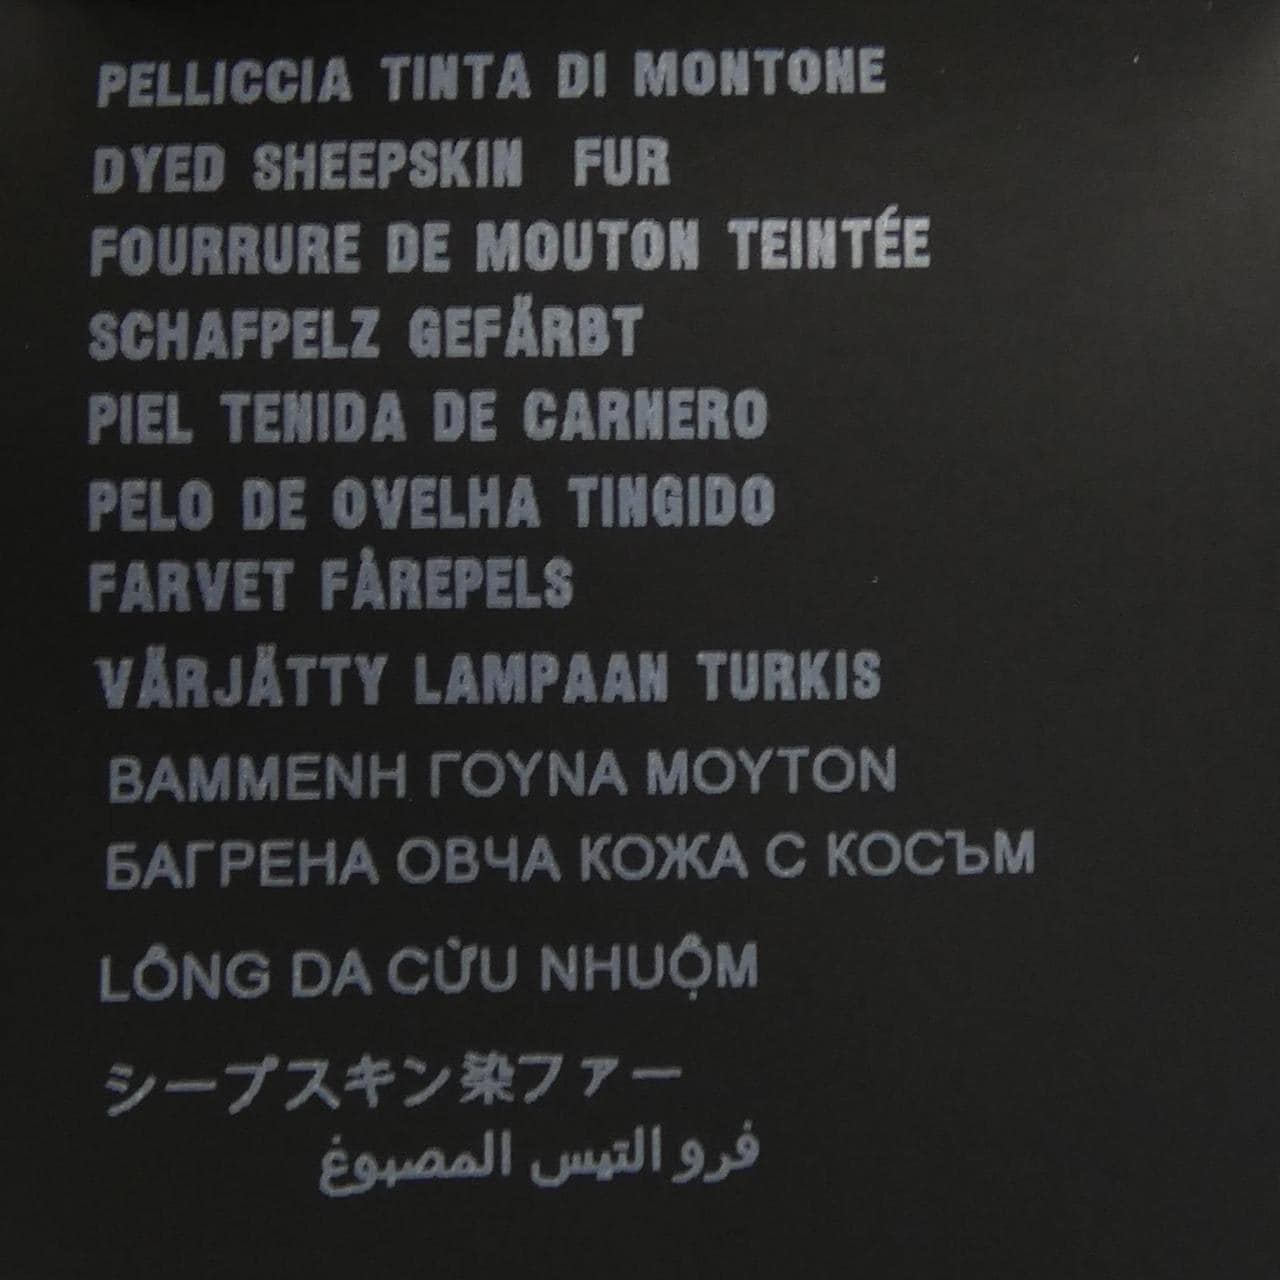 PELLICCIA TINTA DI MONTONE
DYED SHEEPSKIN FUR
FOURRURE DE MOUTON TEINTÉE
SCHAFPELZ GEFÄRBT
PIEL TENIDA DE CARNERO
PELO DE OVELHA TINGIDO
FARVET FÅREPELS
VÄRJÄTTY LAMPAAN TURKIS
ΒΑΜΜΕΝΗ ΓΟΥΝΑ ΜΟΥΤΟΝ
БАГРЕНА ОВЧА КОЖА С КОСЪМ
LÔNG DA CỪU NHUỘM
シープスキン染ファー
فرو التيس المصبوغ